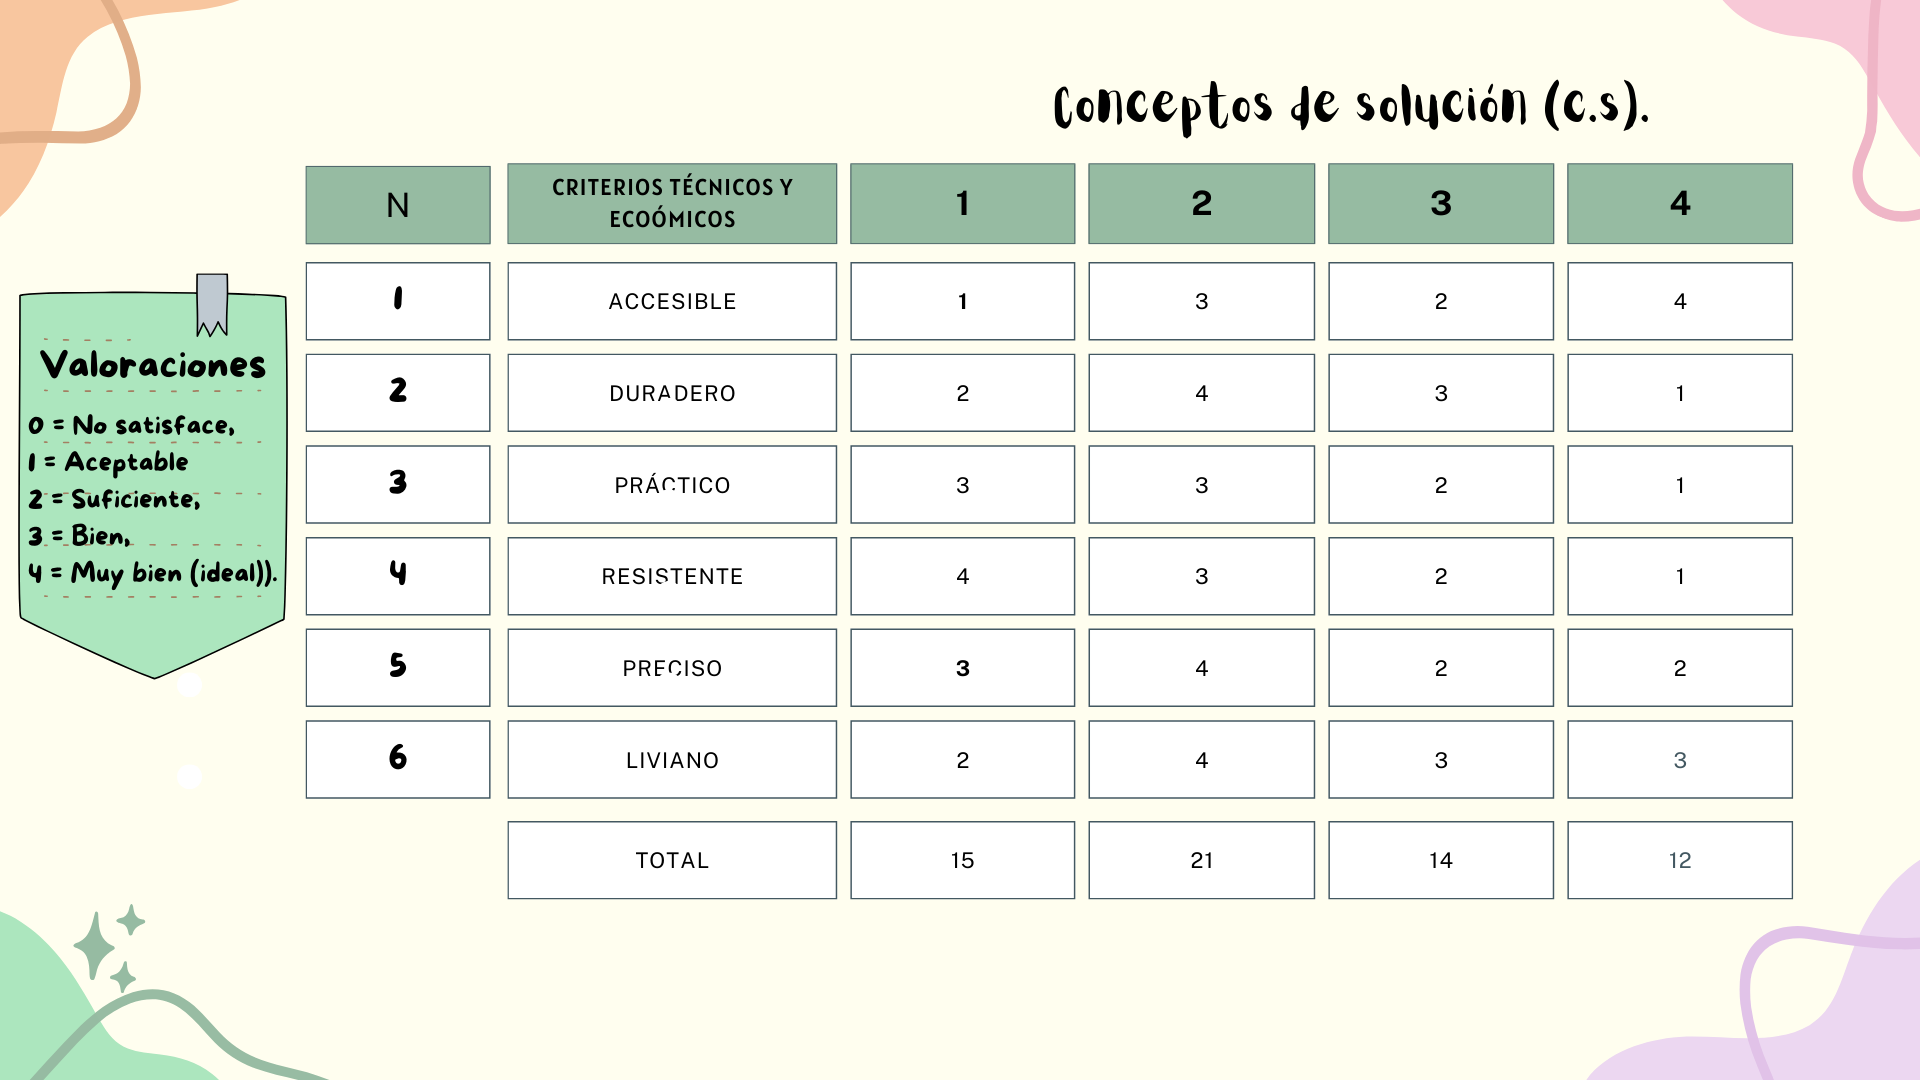 Conceptos de solución (c.s).
N CRITERIOS TÉCNICOS Y ECOÓMICOS 1 2 3 4
1 ACCESIBLE 1 3 2 4
2 DURADERO 2 4 3 1
3 PRÁCTICO 3 3 2 1
4 RESISTENTE 4 3 2 1
5 PRECISO 3 4 2 2
6 LIVIANO 2 4 3 3
TOTAL 15 21 14 12
Valoraciones
0 = No satisface,
1 = Aceptable
2 = Suficiente,
3 = Bien,
4 = Muy bien (ideal)).